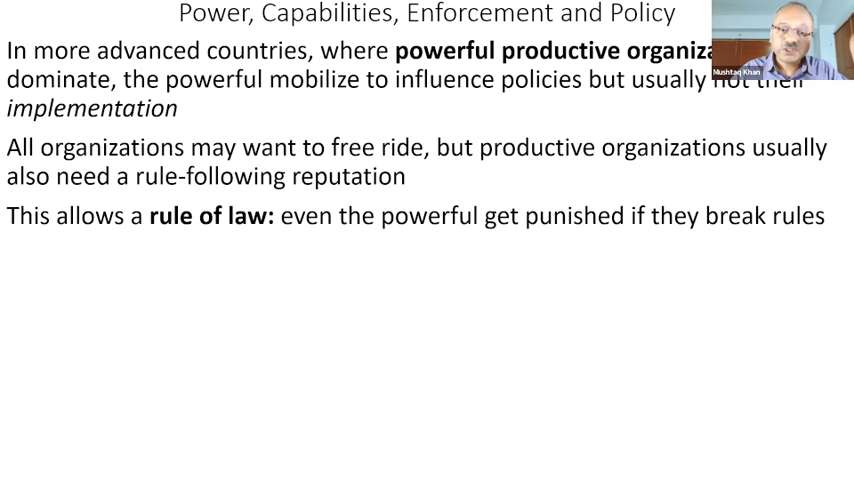 Power, Capabilities, Enforcement and Policy
In more advanced countries, where powerful productive
dominate, the powerful mobilize to influence policies but usually not their
implementation
All organizations may want to free ride, but productive organizations usually
also need a rule-following reputation
This allows a rule of law: even the powerful get punished if they break rules
Mushtaq Khan